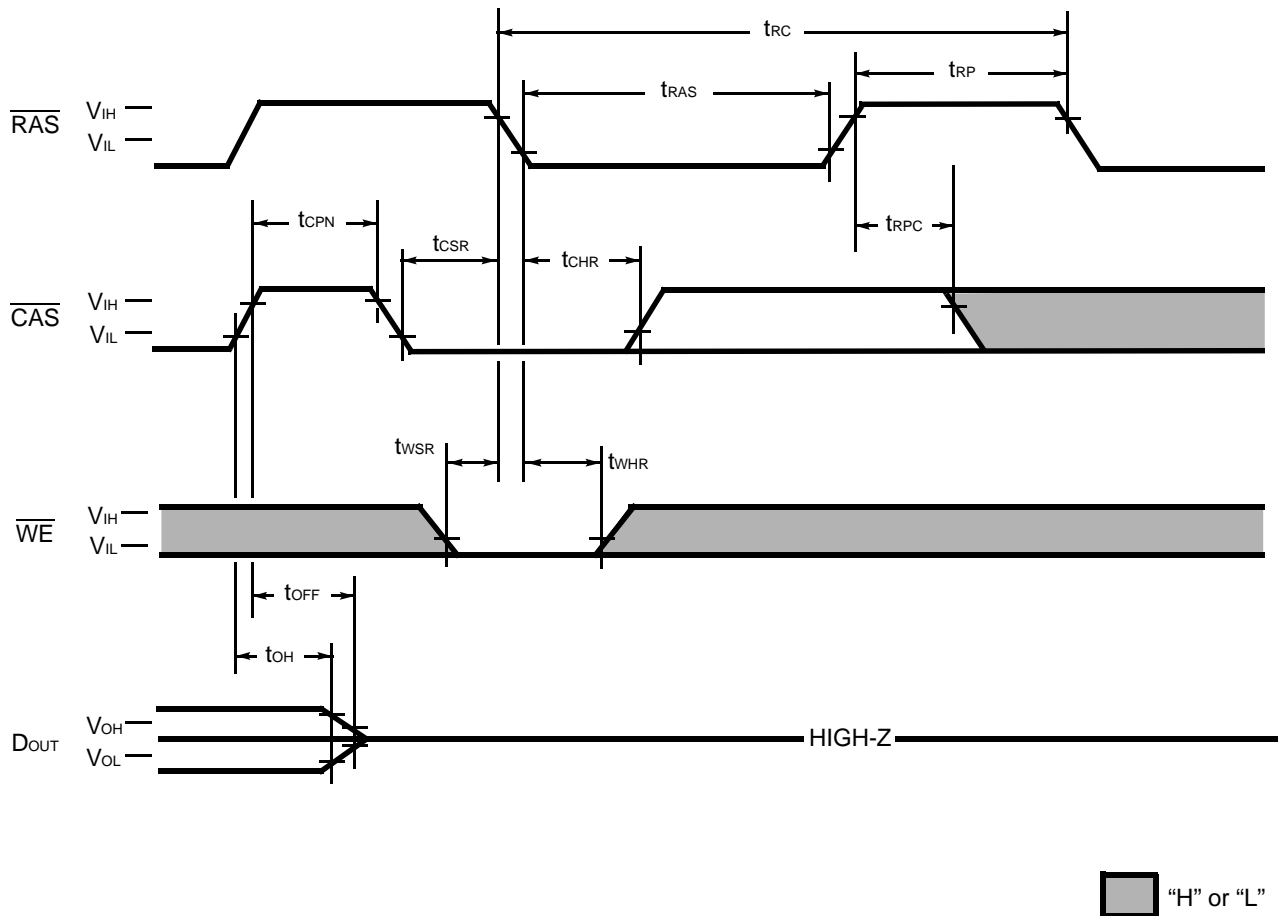 tRC
tRP
tRAS
RAS
VIH
VIL
tCPN
tCSR
tCHR
tRPC
CAS
VIH
VIL
tWSR
tWHR
WE
VIH
VIL
tOFF
tOH
DOUT
VOH
VOL
HIGH-Z
“H” or “L”